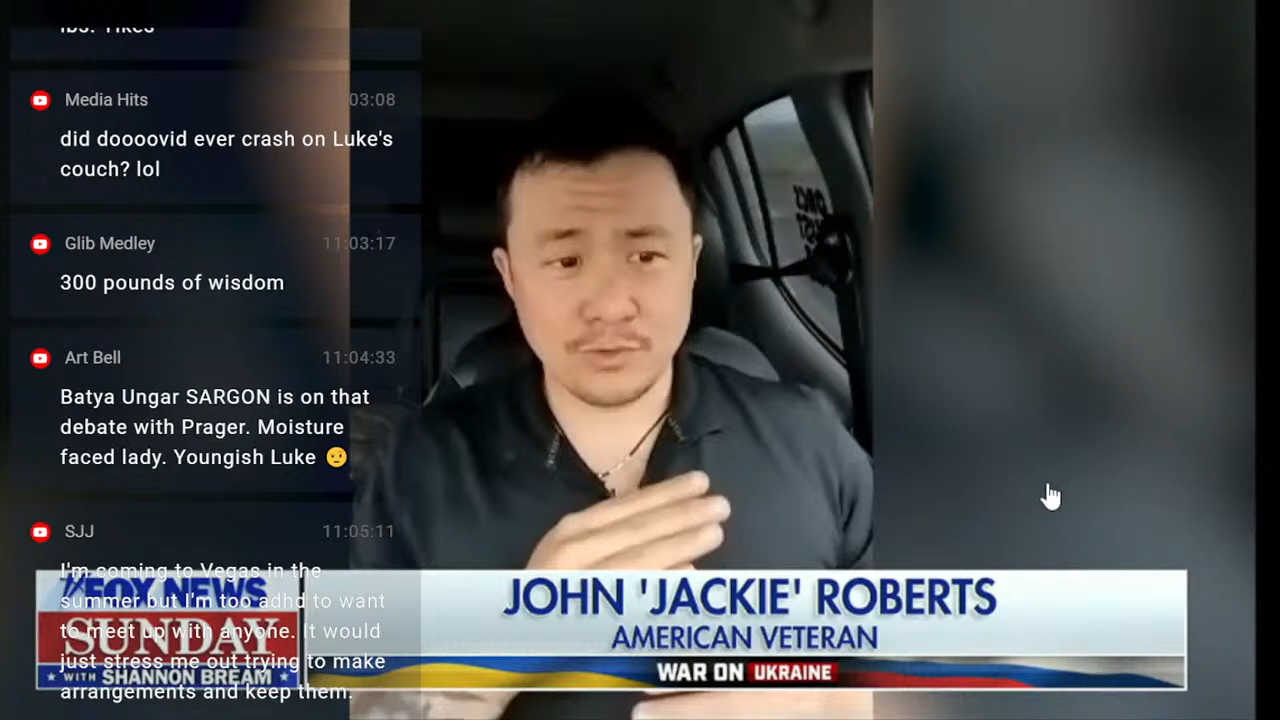 lbs! Yikes
Media Hits
03:08
did doooovid ever crash on Luke's
couch? lol
Glib Medley
11:03:17
300 pounds of wisdom
Art Bell
11:04:33
Batya Ungar SARGON is on that
debate with Prager. Moisture
faced lady. Youngish Luke
SJJ
11:05:11
I'm coming to Vegas in the
summer but I'm too adhd to want
to meet up with anyone. It would
just stress me out trying to make
arrangements and keep them.
FOX NEWS
SUNDAY
WITH SHANNON BREAM
JOHN 'JACKIE' ROBERTS
AMERICAN VETERAN
WAR ON UKRAINE